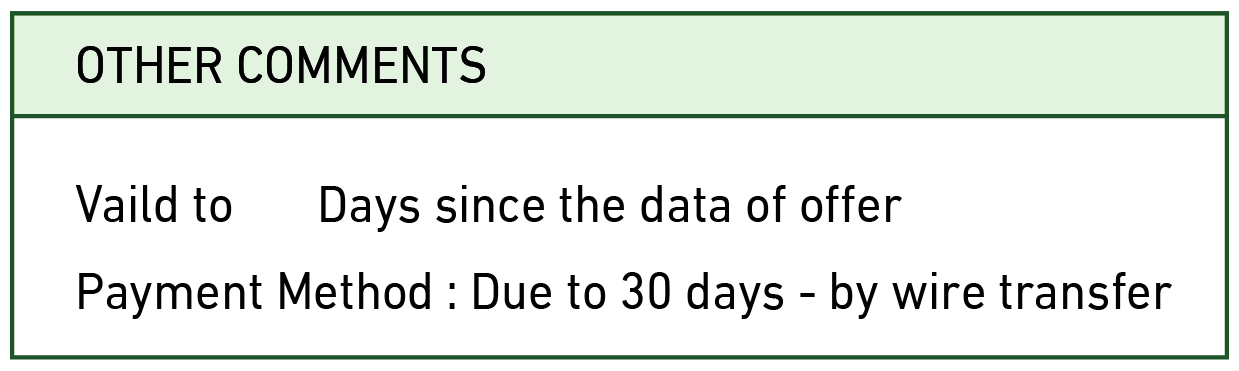 OTHER COMMENTS
Vaild to Days since the data of offer
Payment Method : Due to 30 days - by wire transfer